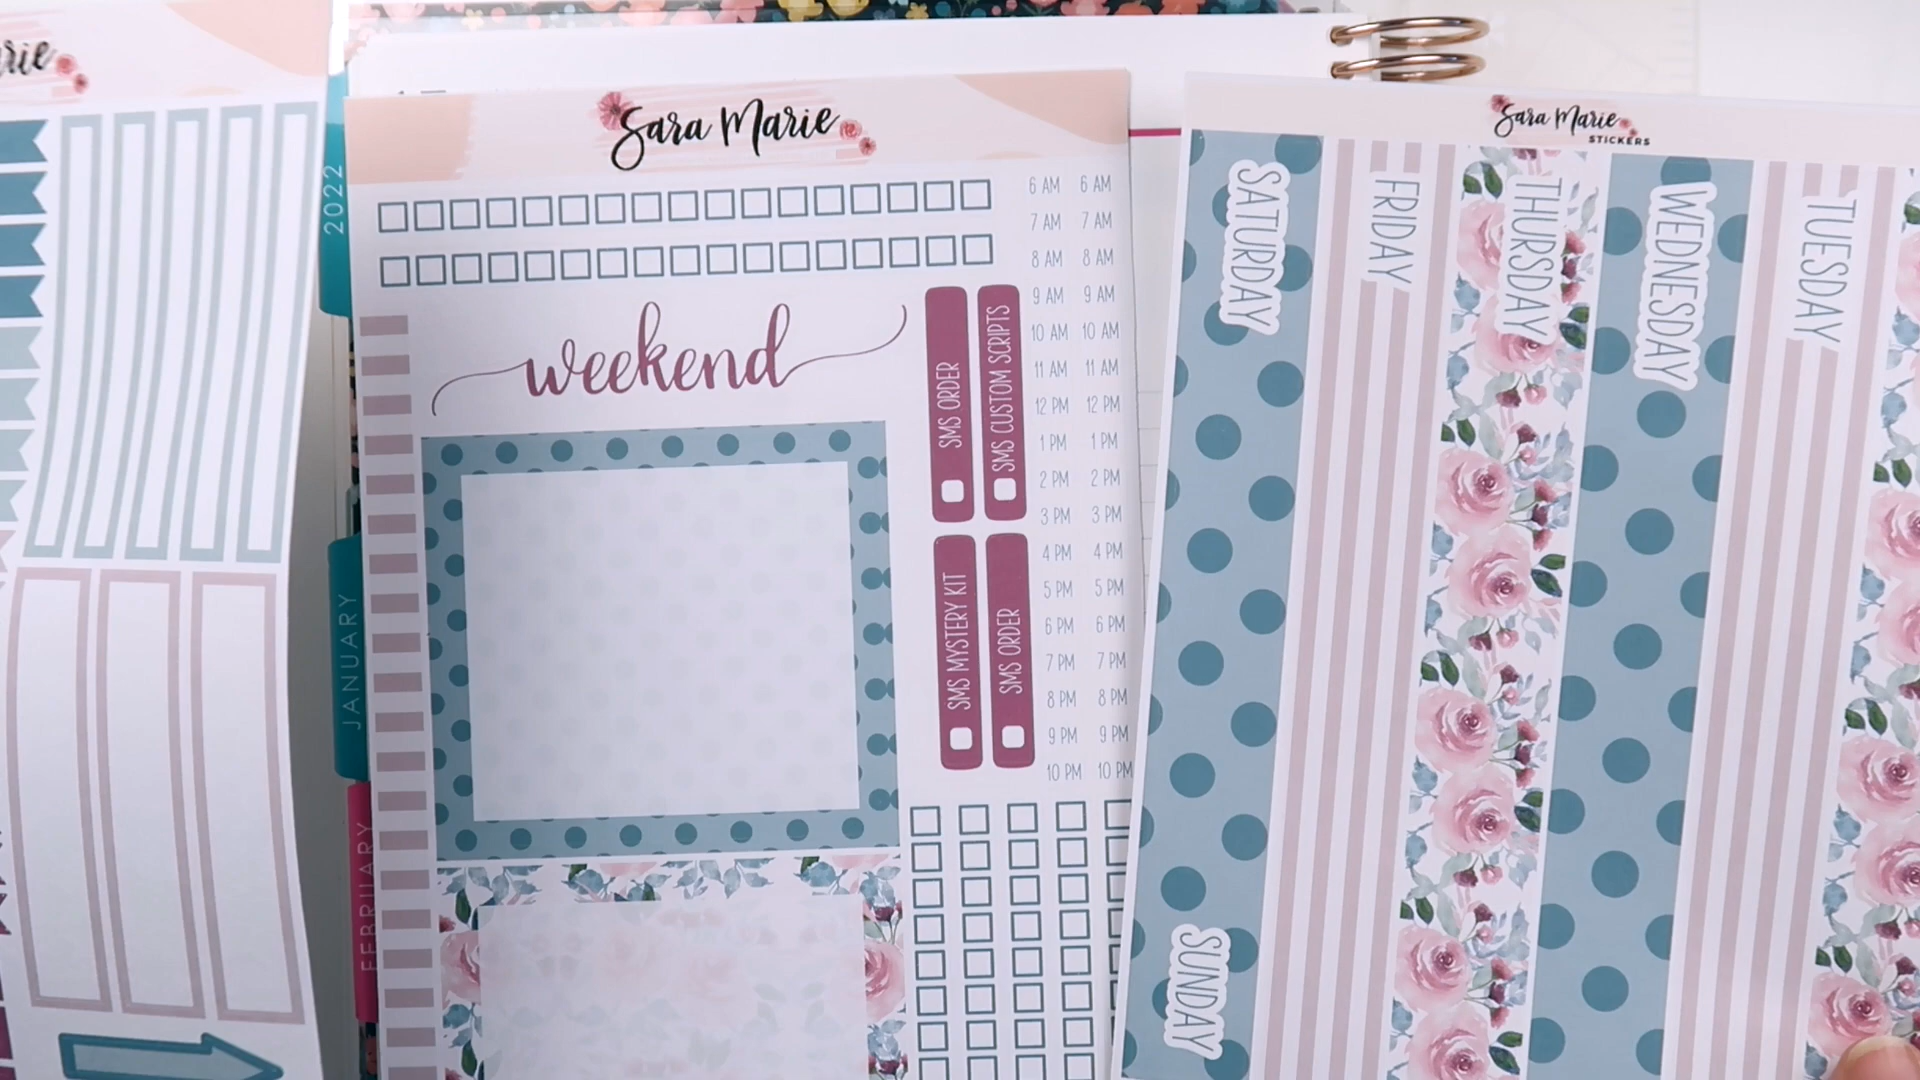 rie
2022
JANUARY
FEBRUARY
Sara Marie
weekend
SMS ORDER
SMS CUSTOM SCRIPTS
SMS MYSTERY KIT
SMS ORDER
6 AM 6 AM
7 AM 7 AM
8 AM 8 AM
9 AM 9 AM
10 AM 10 AM
11 AM 11 AM
12 PM 12 PM
1 PM 1 PM
2 PM 2 PM
3 PM 3 PM
4 PM 4 PM
5 PM 5 PM
6 PM 6 PM
7 PM 7 PM
8 PM 8 PM
9 PM 9 PM
10 PM 10 PM
Sara Marie
STICKERS
SATURDAY
FRIDAY
THURSDAY
WEDNESDAY
TUESDAY
SUNDAY